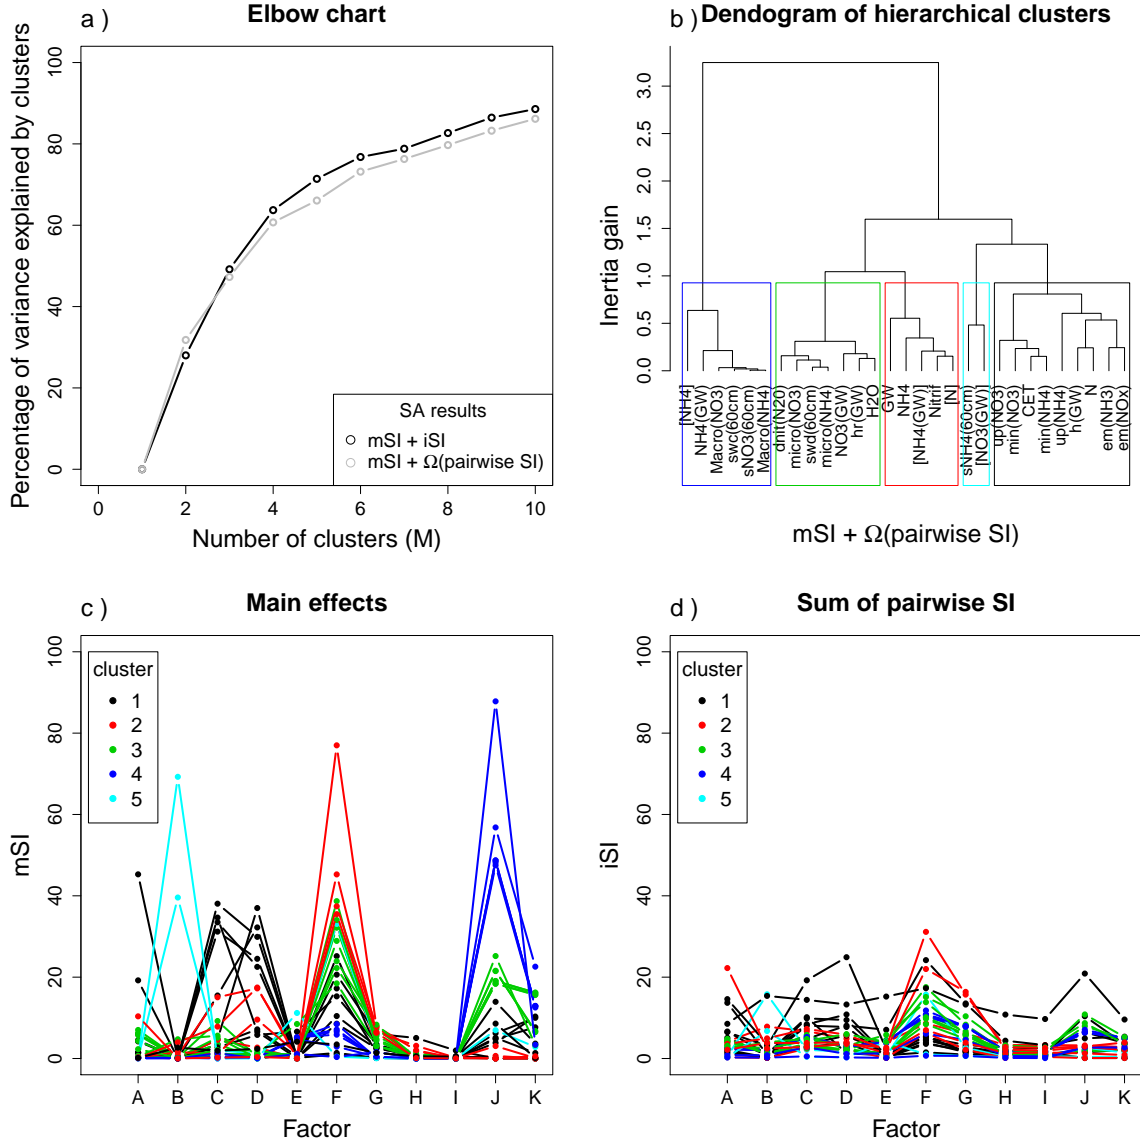 a )
Elbow chart
Percentage of variance explained by clusters
100
80
60
40
20
0
0 2 4 6 8 10
Number of clusters (M)
SA results
mSI + iSI
mSI + Ω(pairwise SI)
b )
Dendogram of hierarchical clusters
Inertia gain
3.0
2.5
2.0
1.5
1.0
0.5
0.0
[NH4]
NH4(GW)
Macro(NO3)
swc(60cm)
sNO3(60cm)
Macro(NH4)
dnit(N20)
micro(NO3)
swd(60cm)
micro(NH4)
NO3(GW)
hr(GW)
H2O
GW
NH4
[NH4(GW)]
Nitrif
[N]
sNH4(60cm)
[NO3(GW)]
up(NO3)
min(NO3)
CET
min(NH4)
up(NH4)
h(GW)
N
em(NH3)
em(NOx)
mSI + Ω(pairwise SI)
c )
Main effects
mSI
100
80
60
40
20
0
cluster
1
2
3
4
5
A B C D E F G H I J K
Factor
d )
Sum of pairwise SI
iSI
100
80
60
40
20
0
cluster
1
2
3
4
5
A B C D E F G H I J K
Factor